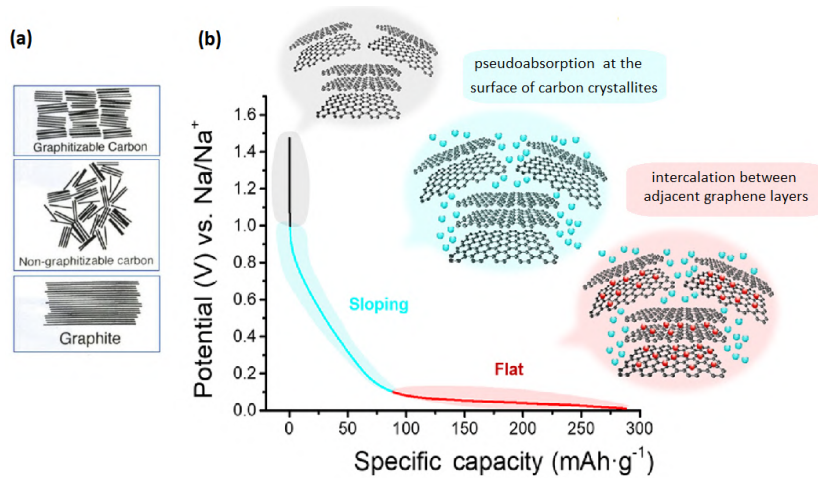 (a)
Graphitizable Carbon
Non-graphitizable carbon
Graphite
(b)
pseudoabsorption at the
surface of carbon crystallites
intercalation between
adjacent graphene layers
Potential (V) vs. Na/Na⁺
1.6
1.4
1.2
1.0
0.8
0.6
0.4
0.2
0.0
Sloping
Flat
0 50 100 150 200 250 300
Specific capacity (mAh·g⁻¹)